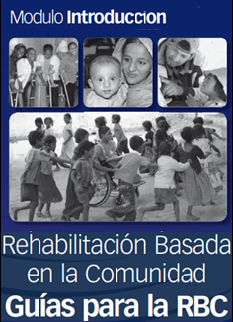 Modulo Introduccion
Rehabilitación Basada
en la Comunidad
Guías para la RBC